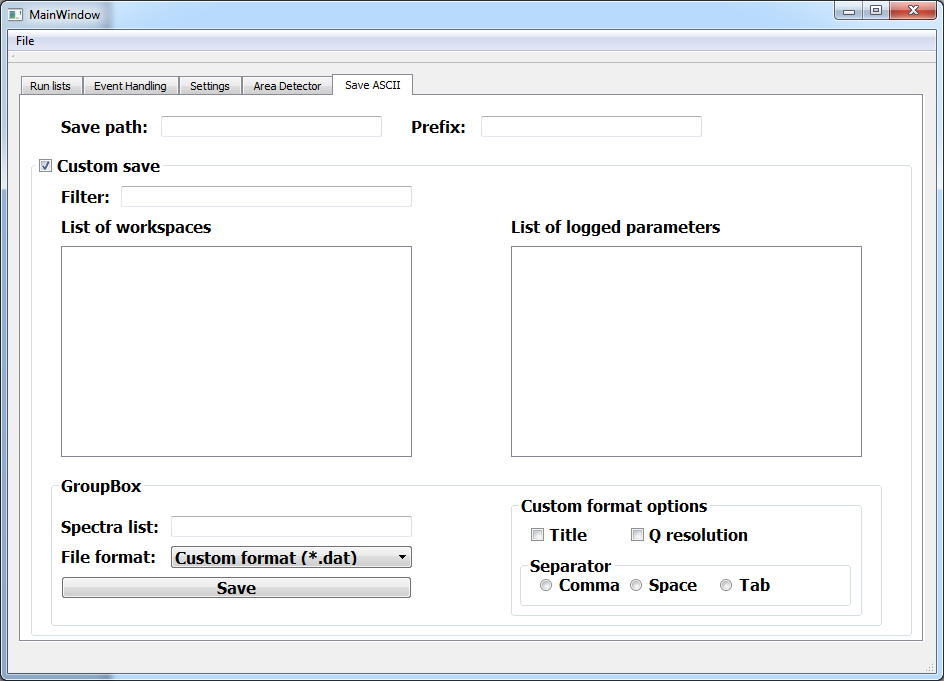 MainWindow
File
Run lists Event Handling Settings Area Detector Save ASCII
Save path: Prefix:
Custom save
Filter:
List of workspaces List of logged parameters
GroupBox
Custom format options
Spectra list:
Title Q resolution
File format: Custom format (*.dat)
Separator
Save
Comma Space Tab